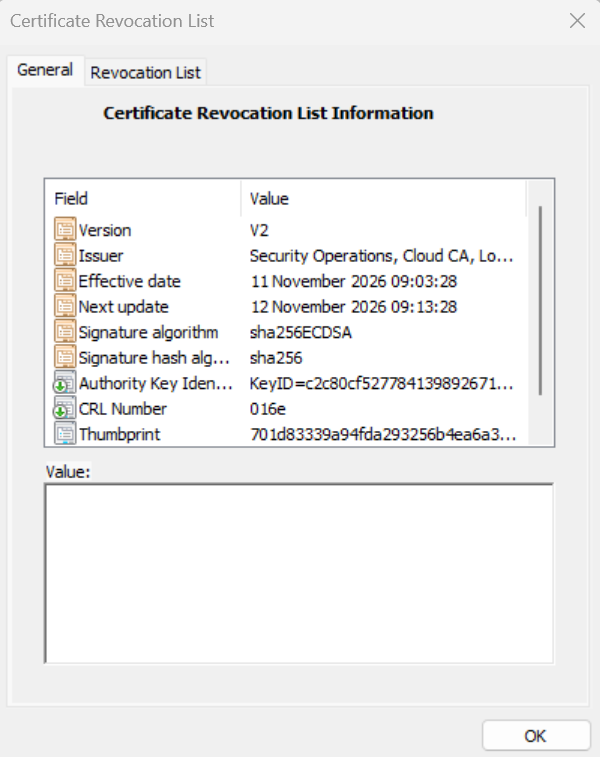 Certificate Revocation List
General Revocation List
Certificate Revocation List Information
Field Value
Version V2
Issuer Security Operations, Cloud CA, Lo...
Effective date 11 November 2026 09:03:28
Next update 12 November 2026 09:13:28
Signature algorithm sha256ECDSA
Signature hash alg... sha256
Authority Key Iden... KeyID=c2c80cf527784139892671...
CRL Number 016e
Thumbprint 701d83339a94fda293256b4ea6a3...
Value:
OK